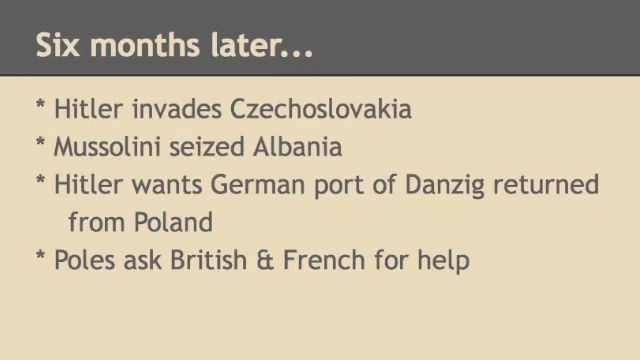 Six months later...
* Hitler invades Czechoslovakia
* Mussolini seized Albania
* Hitler wants German port of Danzig returned
from Poland
* Poles ask British & French for help